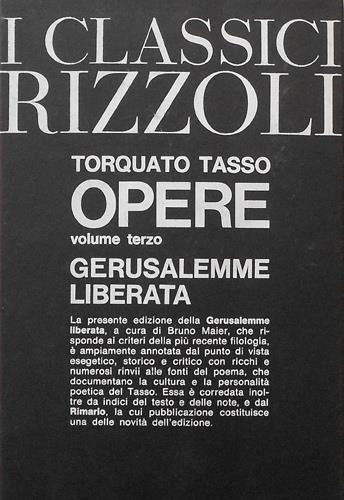 I CLASSICI
RIZZOLI
TORQUATO TASSO
OPERE
volume terzo
GERUSALEMME
LIBERATA
La presente edizione della Gerusalemme
liberata, a cura di Bruno Maier, che ri-
sponde ai criteri della più recente filologia,
è ampiamente annotata dal punto di vista
esegetico, storico e critico con ricchi e
numerosi rinvii alle fonti del poema, che
documentano la cultura e la personalità
poetica del Tasso. Essa è corredata inol-
tre da indici del testo e delle note, e dal
Rimario, la cui pubblicazione costituisce
una delle novità dell'edizione.